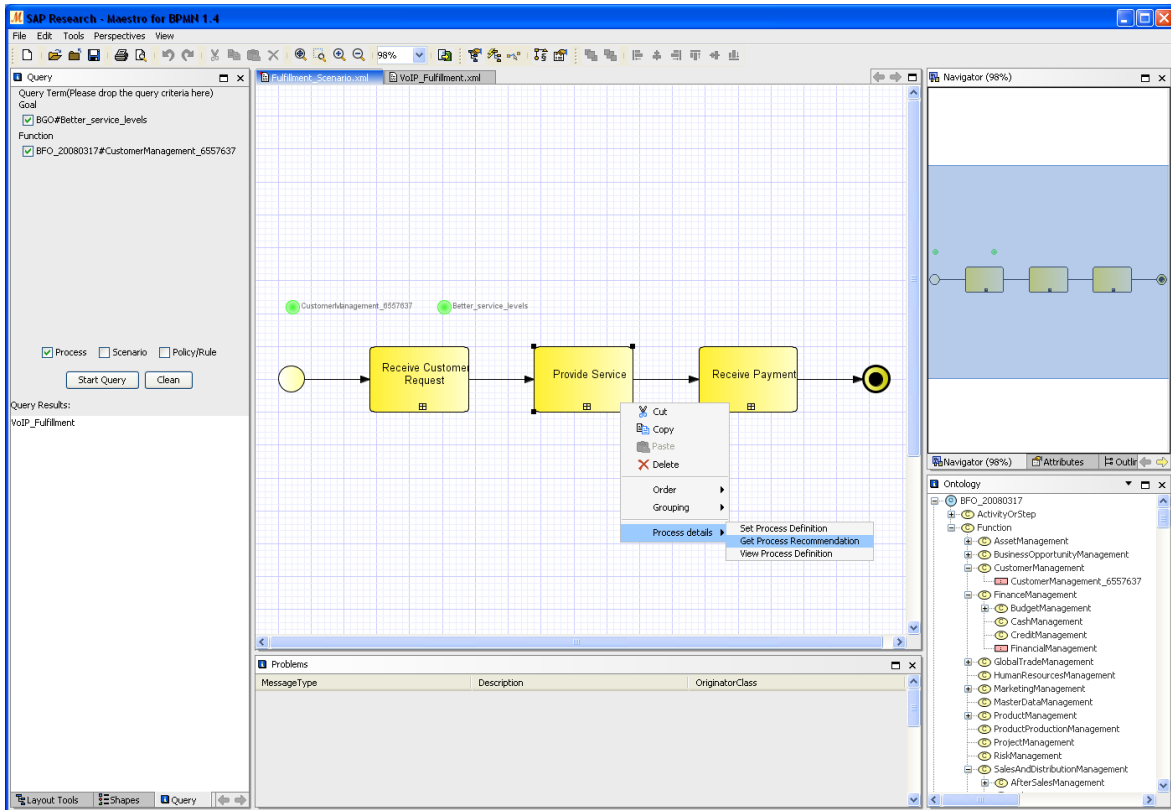 SAP Research - Maestro for BPMN 1.4
File Edit Tools Perspectives View
98%
Query
Query Term(Please drop the query criteria here)
Goal
BGO#Better_service_levels
Function
BFO_20080317#CustomerManagement_6557637
Process Scenario Policy/Rule
Start Query Clean
Query Results:
VoIP_Fulfillment
Layout Tools Shapes Query
Fulfillment_Scenario.xml VoIP_Fulfillment.xml
CustomerManagement_6557637 Better_service_levels
Receive Customer
Request
Provide Service
Receive Payment
Cut
Copy
Paste
Delete
Order
Grouping
Process details
Set Process Definition
Get Process Recommendation
View Process Definition
Problems
MessageType Description OriginatorClass
Navigator (98%)
Navigator (98%) Attributes Outlir
Ontology
BFO_20080317
ActivityOrStep
Function
AssetManagement
BusinessOpportunityManagement
CustomerManagement
CustomerManagement_6557637
FinanceManagement
BudgetManagement
CashManagement
CreditManagement
FinancialManagement
GlobalTradeManagement
HumanResourcesManagement
MarketingManagement
MasterDataManagement
ProductManagement
ProductProductionManagement
ProjectManagement
RiskManagement
SalesAndDistributionManagement
AfterSalesManagement